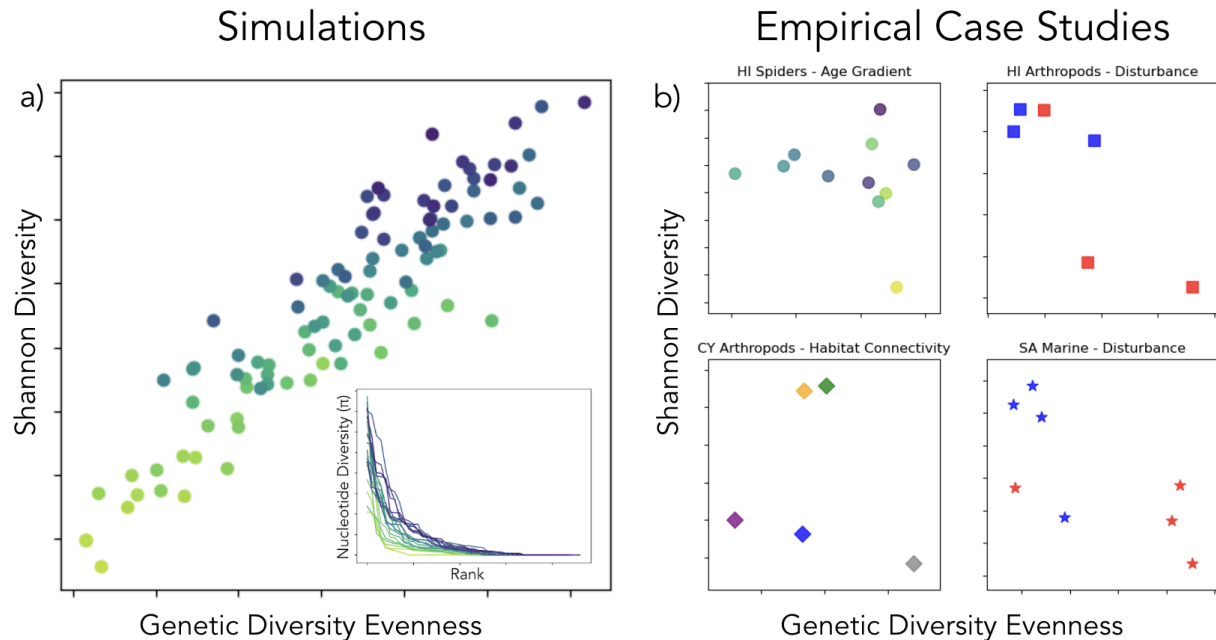 Simulations
Empirical Case Studies
a)
Shannon Diversity
Nucleotide Diversity (π)
Rank
Genetic Diversity Evenness
b)
Shannon Diversity
HI Spiders - Age Gradient
HI Arthropods - Disturbance
CY Arthropods - Habitat Connectivity
SA Marine - Disturbance
Genetic Diversity Evenness